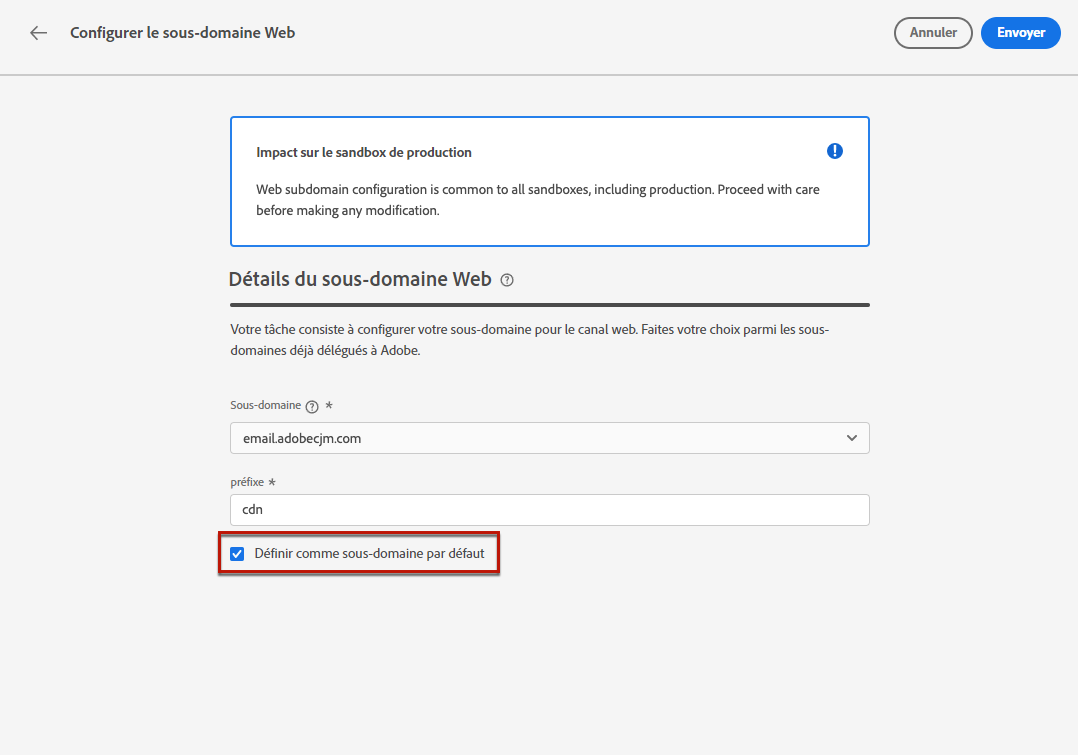 Configurer le sous-domaine Web
Annuler
Envoyer
Impact sur le sandbox de production
Web subdomain configuration is common to all sandboxes, including production. Proceed with care
before making any modification.
Détails du sous-domaine Web
Votre tâche consiste à configurer votre sous-domaine pour le canal web. Faites votre choix parmi les sous-
domaines déjà délégués à Adobe.
Sous-domaine *
email.adobecjm.com
préfixe *
cdn
Définir comme sous-domaine par défaut